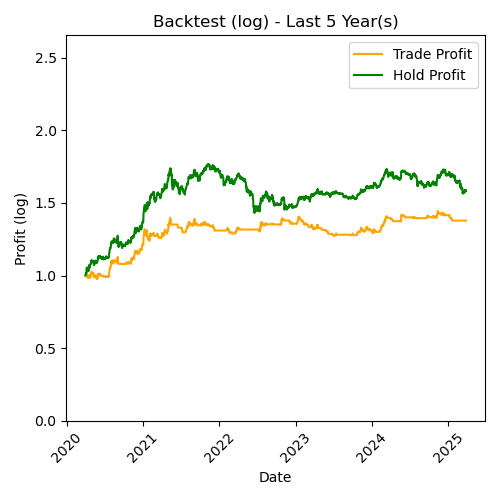 Backtest (log) - Last 5 Year(s)
Trade Profit
Hold Profit
Profit (log)
2.5
2.0
1.5
1.0
0.5
0.0
2020
2021
2022
2023
2024
2025
Date